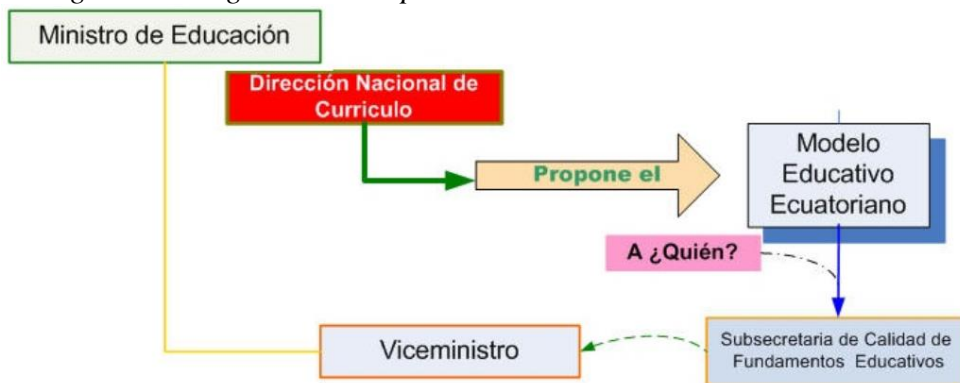 Ministro de Educación
Dirección Nacional de
Curriculo
Propone el
Modelo
Educativo
Ecuatoriano
A ¿Quién?
Subsecretaria de Calidad de
Fundamentos Educativos
Viceministro